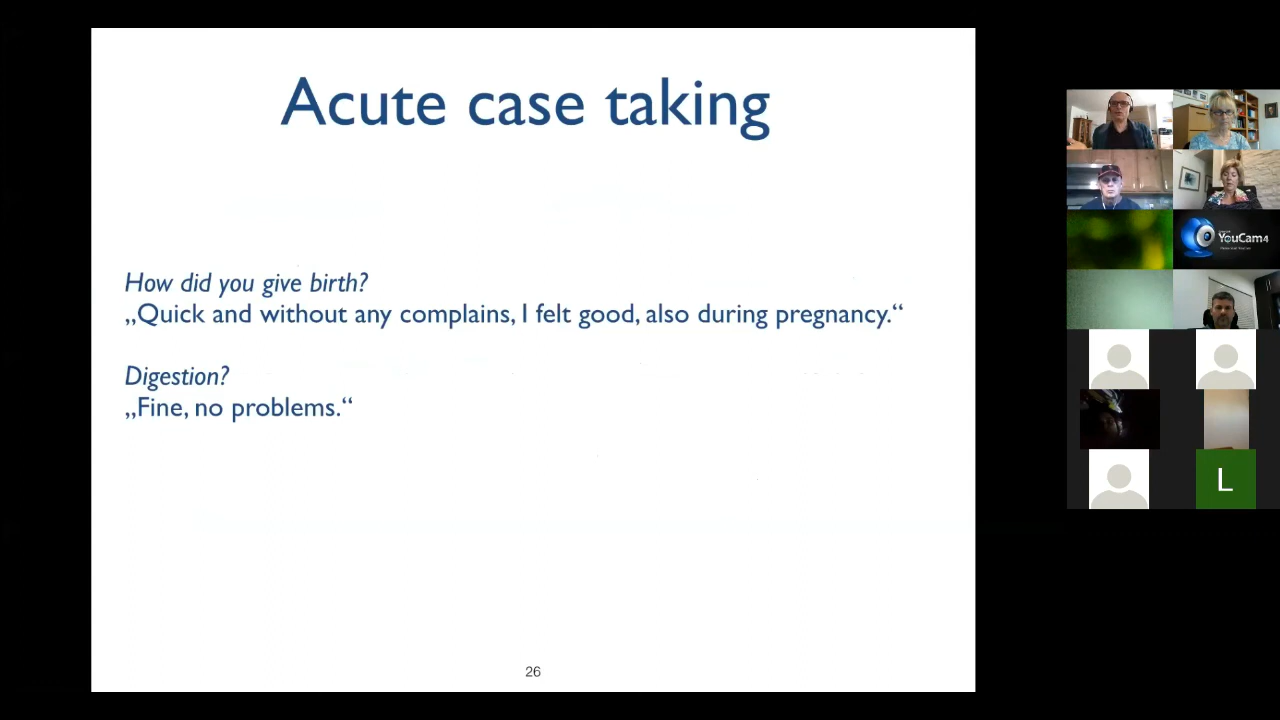 Acute case taking
How did you give birth?
„Quick and without any complains, I felt good, also during pregnancy.“
Digestion?
„Fine, no problems.“
26
YouCam4
L